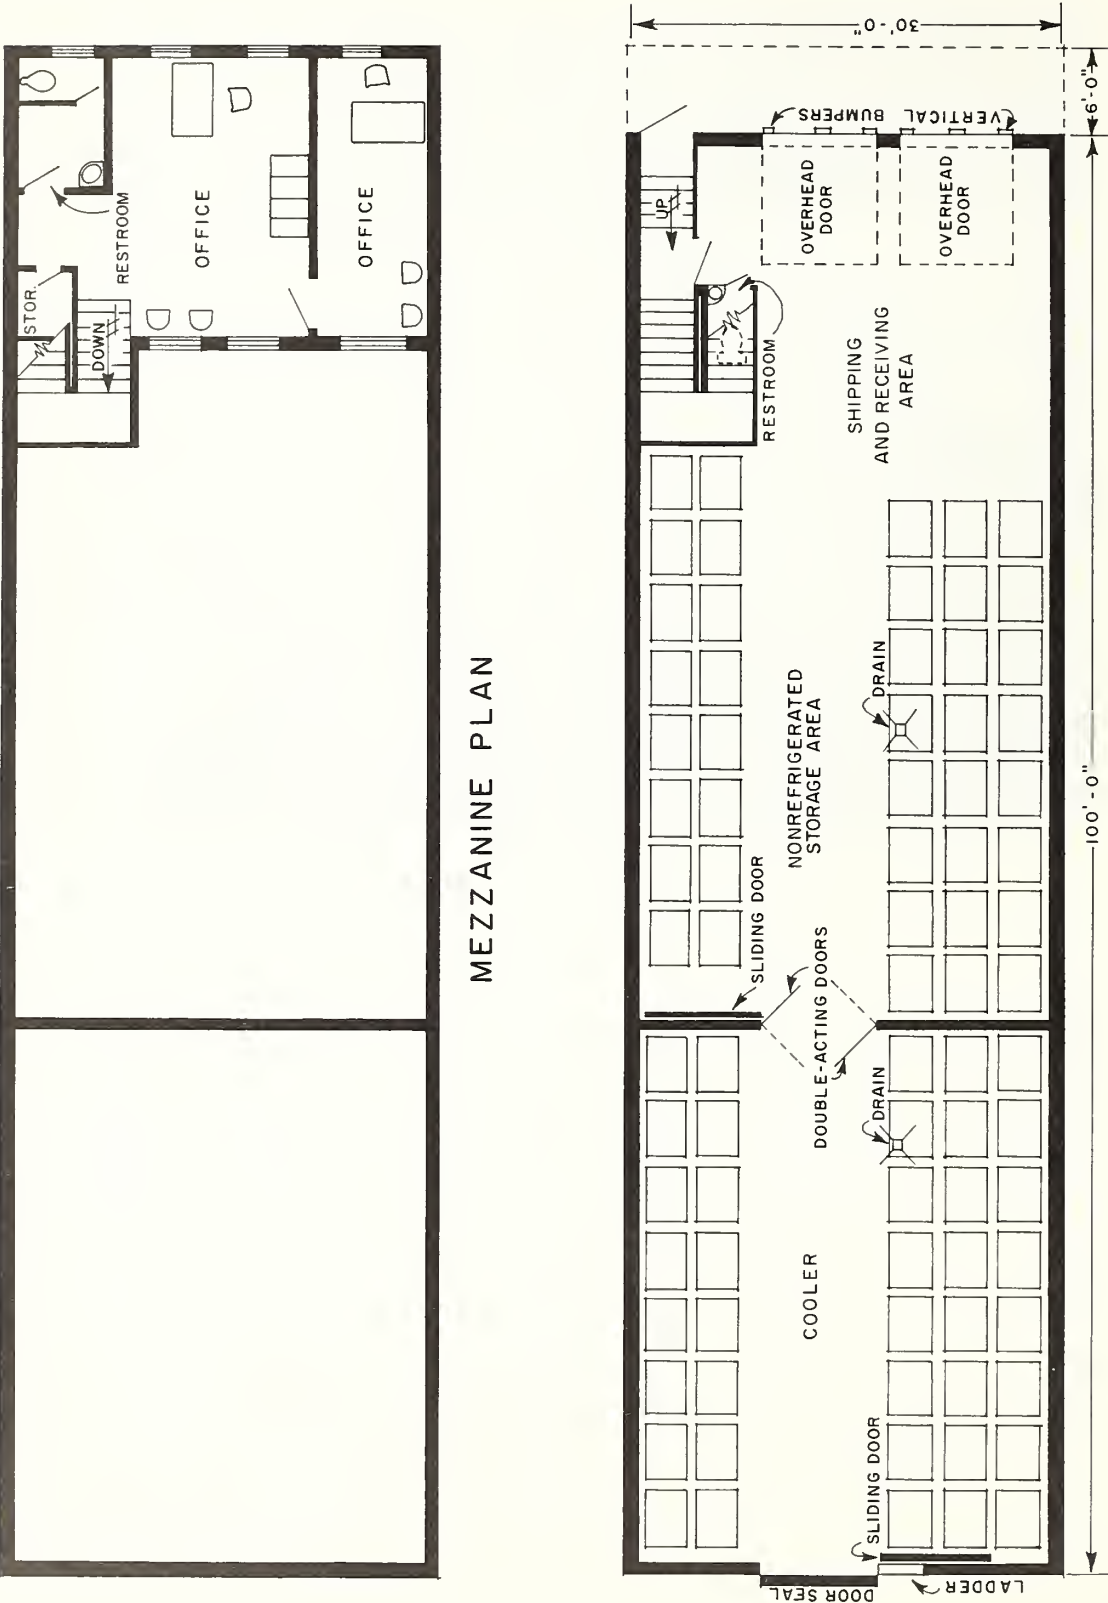 RESTROOM
OFFICE
OFFICE
STOR.
DOWN
MEZZANINE PLAN
30'-0"
6'-0"
VERTICAL BUMPERS
UP
OVERHEAD
DOOR
OVERHEAD
DOOR
RESTROOM
SHIPPING
AND RECEIVING
AREA
DRAIN
NONREFRIGERATED
STORAGE AREA
100'-0"
SLIDING DOOR
DOUBLE-ACTING DOORS
DRAIN
COOLER
SLIDING DOOR
DOOR SEAL
LADDER